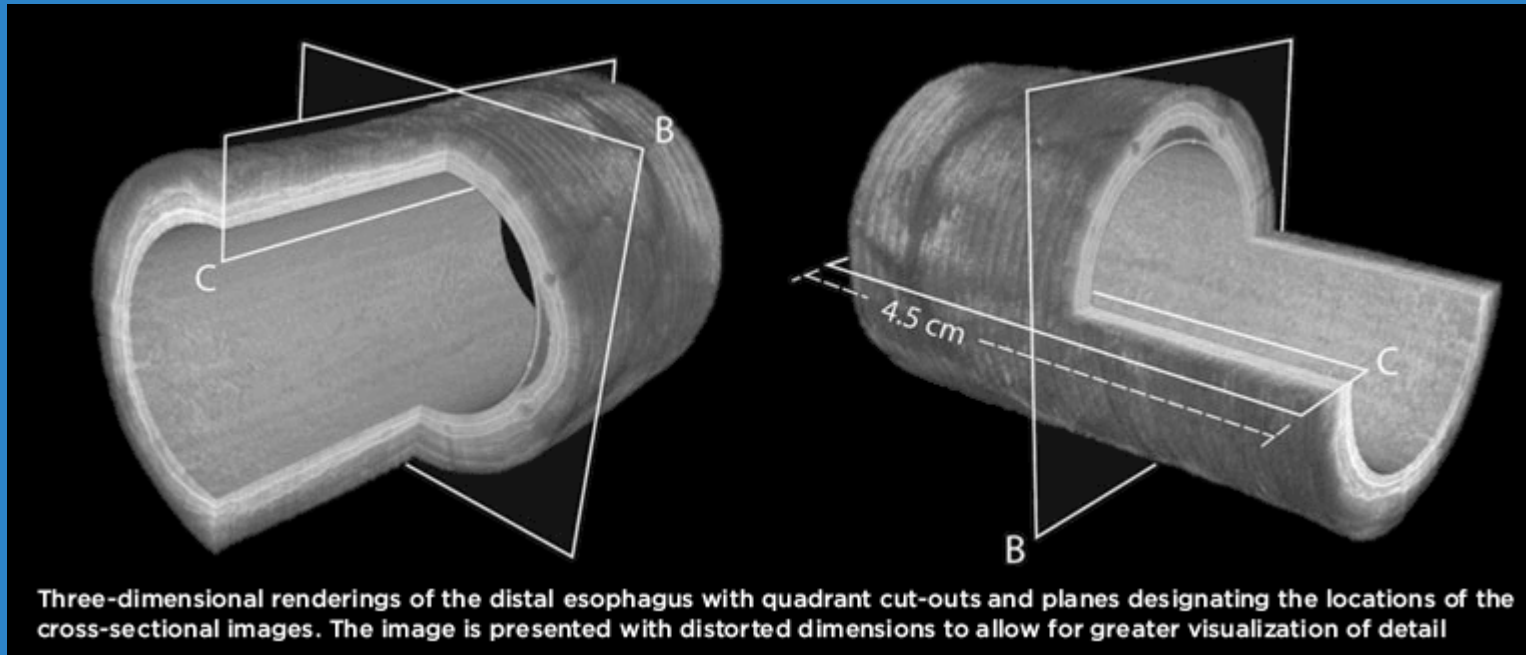 B
C
4.5 cm
C
B
Three-dimensional renderings of the distal esophagus with quadrant cut-outs and planes designating the locations of the
cross-sectional images. The image is presented with distorted dimensions to allow for greater visualization of detail